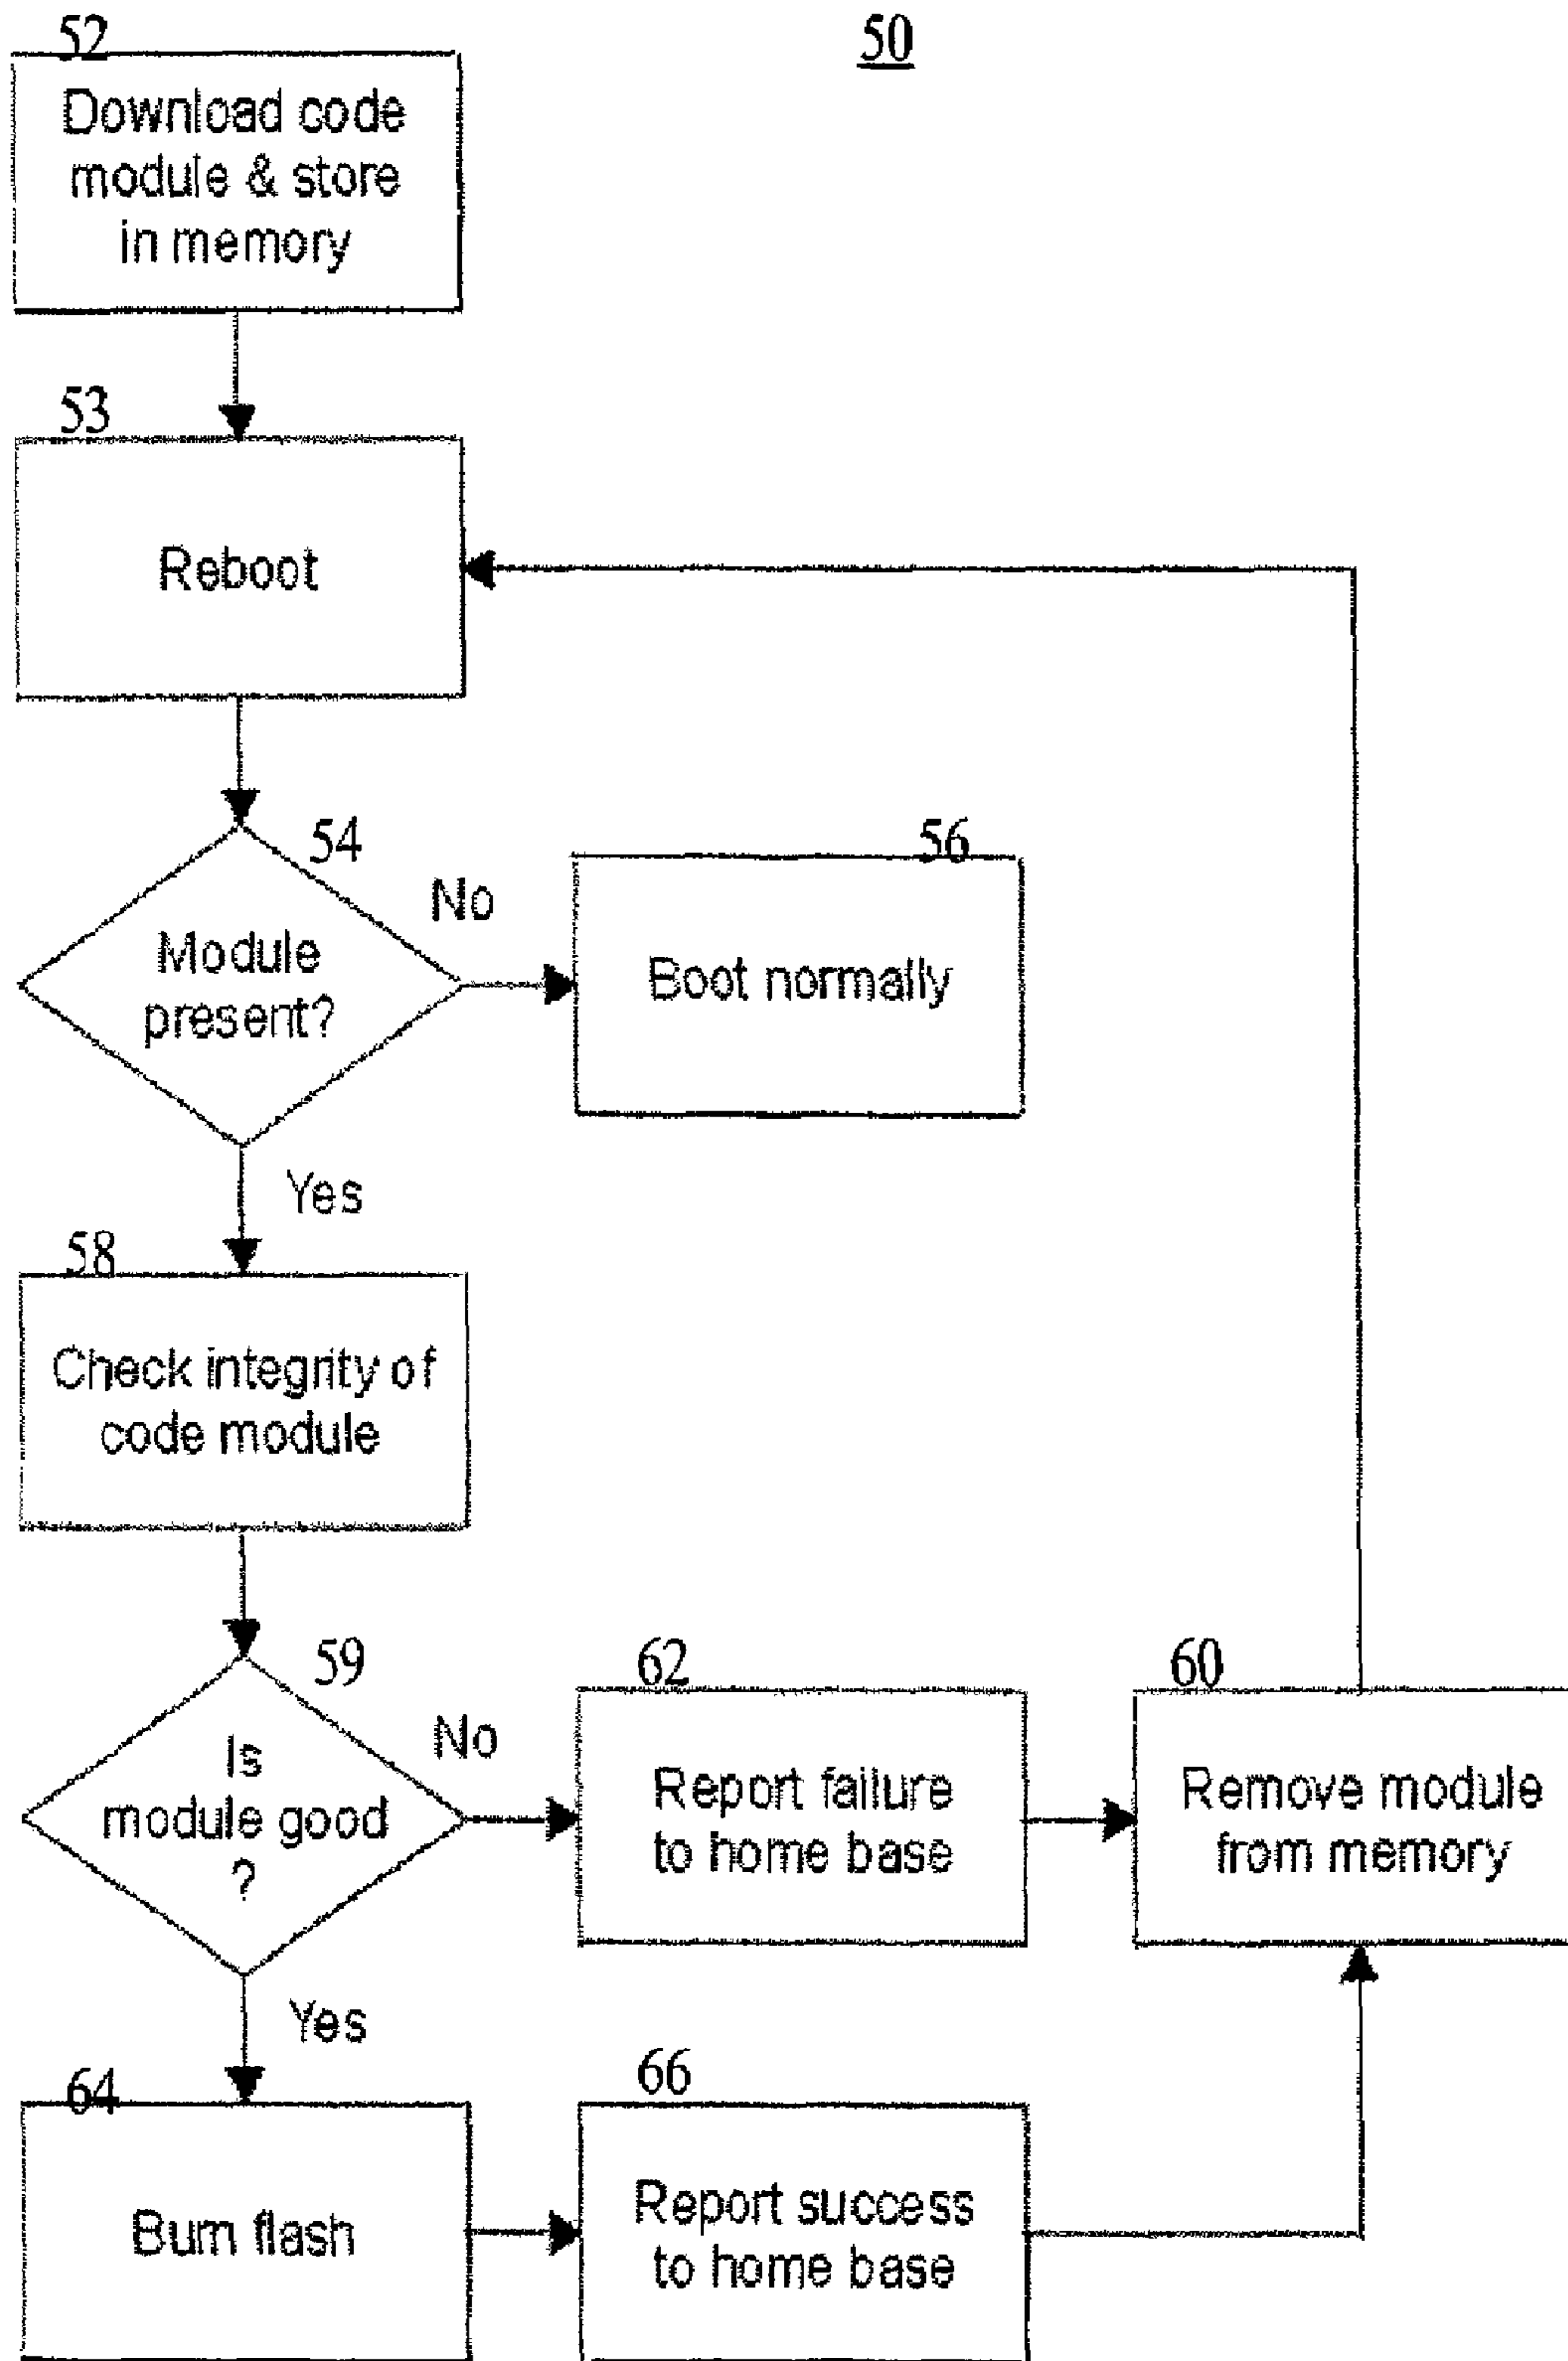 52
50
Download code
module & store
in memory
53
Reboot
54
No
56
Module
present?
Boot normally
Yes
58
Check integrity of
code module
59
No
62
60
Is
module good
?
Report failure
to home base
Remove module
from memory
Yes
64
66
Burn flash
Report success
to home base